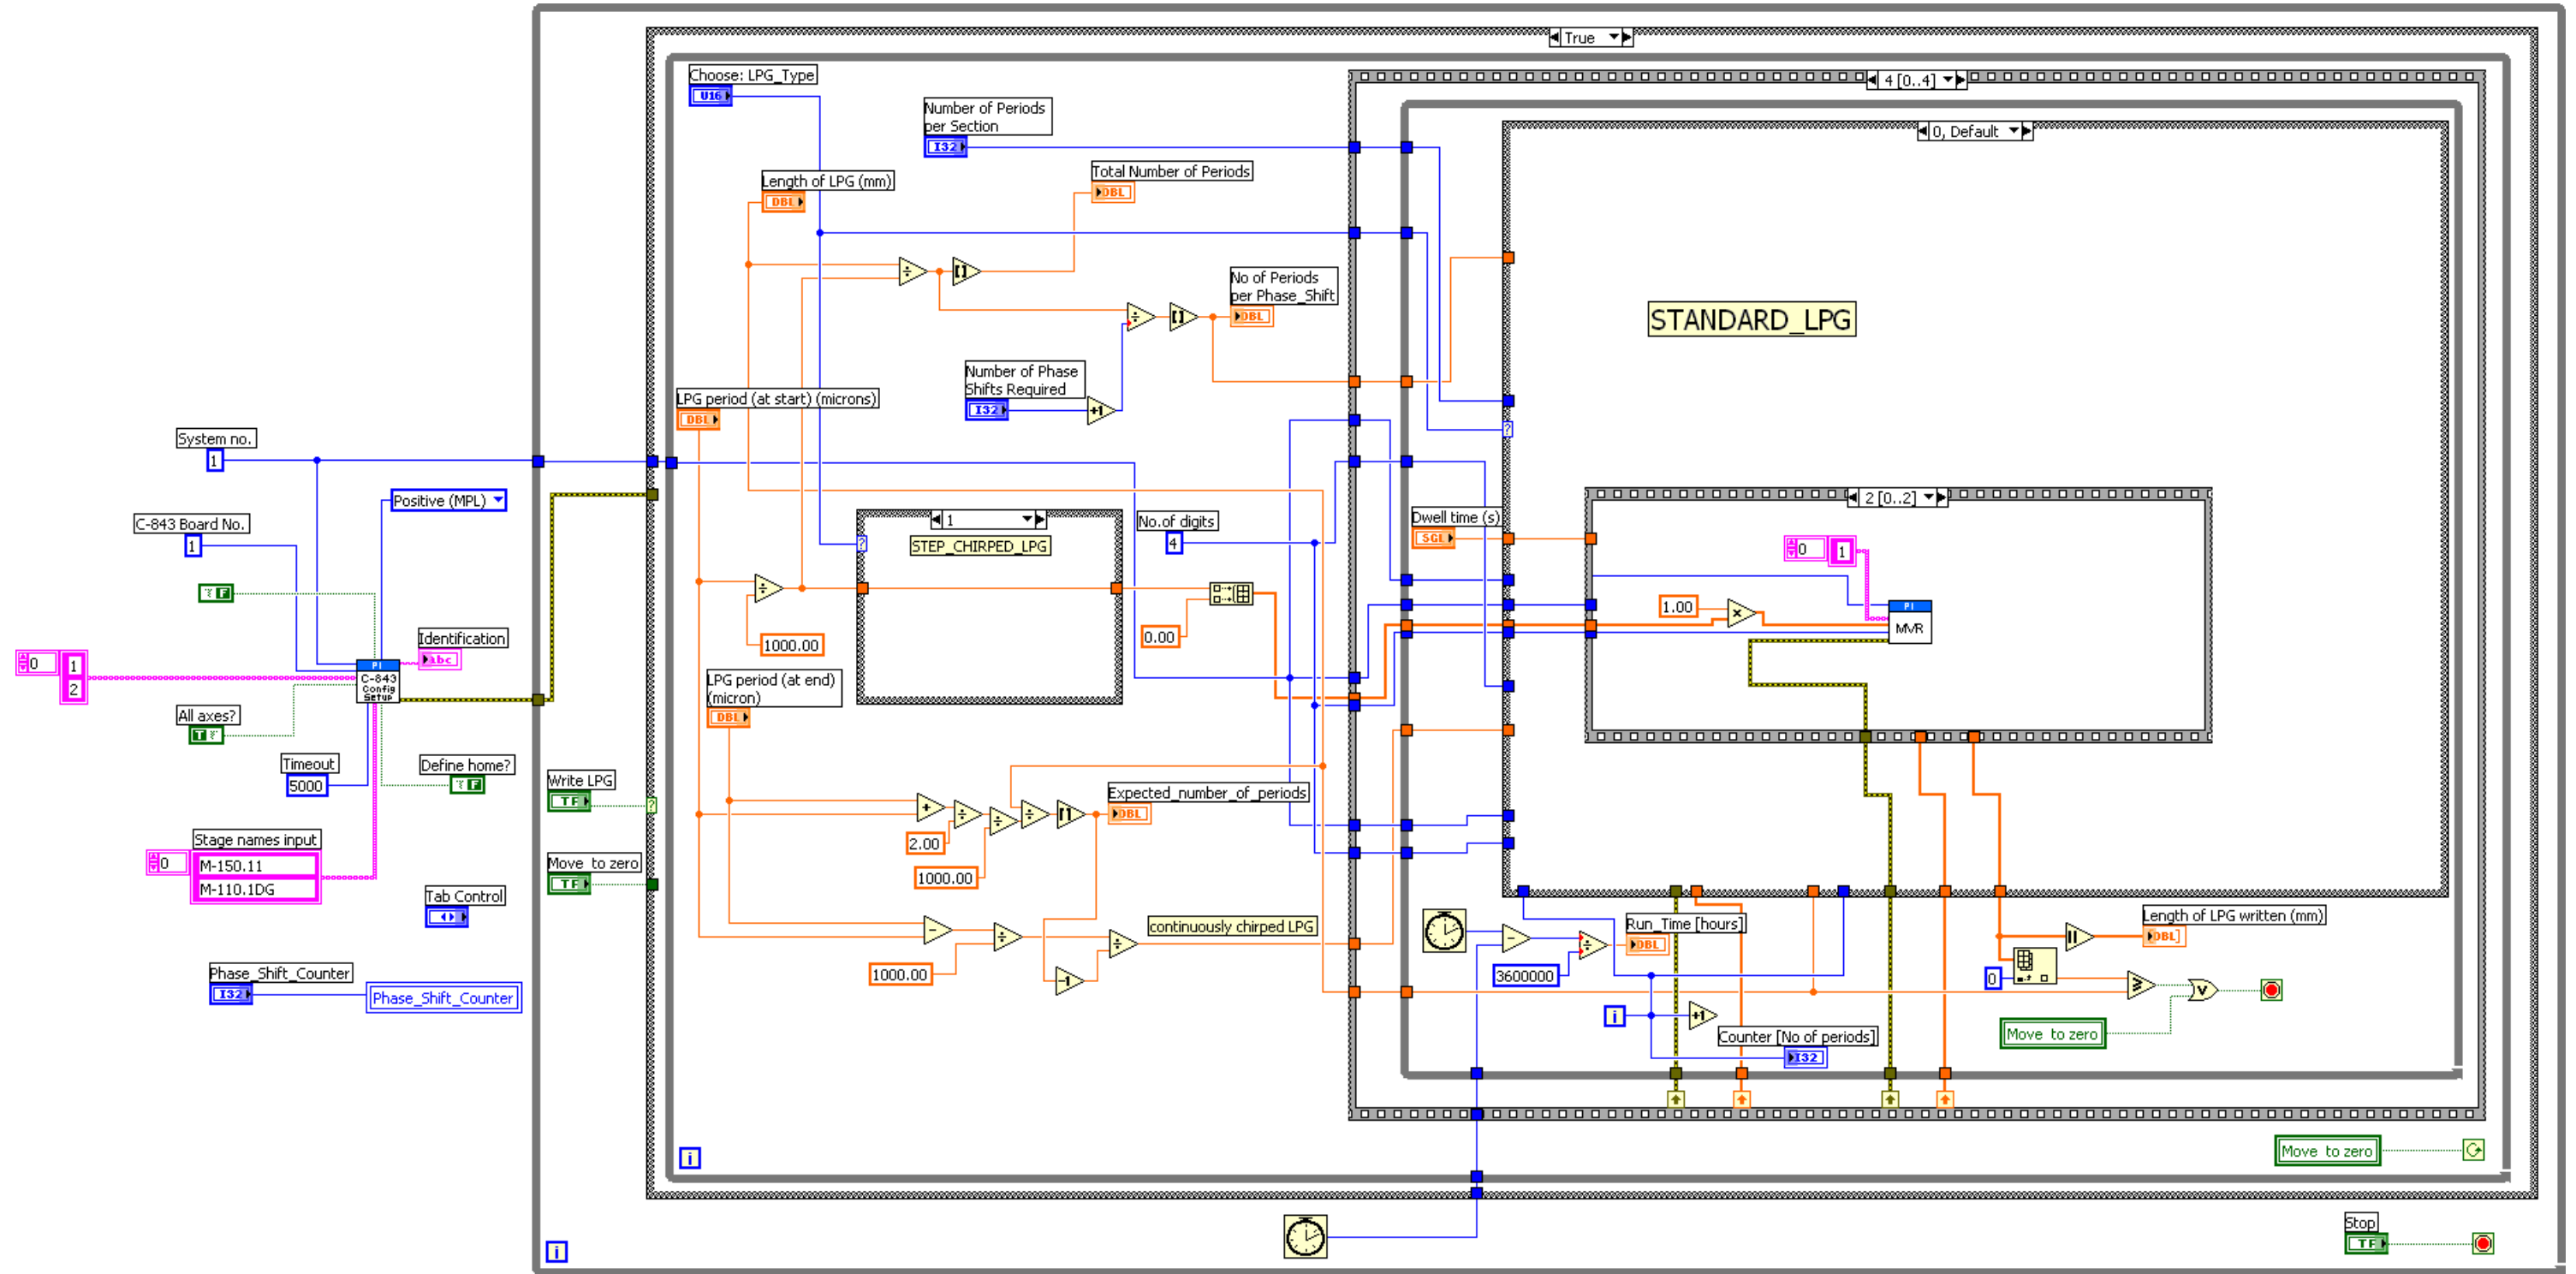 True
Choose: LPG_Type
U16
4 [0..4]
Number of Periods
per Section
I32
0, Default
Length of LPG (mm)
DBL
Total Number of Periods
DBL
No of Periods
per Phase_Shift
DBL
STANDARD_LPG
Number of Phase
Shifts Required
I32
+1
LPG period (at start) (microns)
DBL
System no.
1
Positive (MPL)
C-843 Board No.
1
F
1
STEP_CHIRPED_LPG
No.of digits
4
Dwell time (s)
SGL
2 [0..2]
0
1
1.00
PI
MVR
1000.00
0.00
Identification
abc
0
1
2
PI
C-843
Config
Setup
LPG period (at end)
(micron)
DBL
All axes?
T
Timeout
5000
Define home?
F
Write LPG
TF
Expected_number_of_periods
DBL
2.00
1000.00
Stage names input
0
M-150.11
M-110.1DG
Move to zero
TF
Tab Control
continuously chirped LPG
1000.00
-1
Run_Time [hours]
DBL
3600000
Length of LPG written (mm)
DBL
0
Phase_Shift_Counter
I32
Phase_Shift_Counter
i
+1
Counter [No of periods]
I32
Move to zero
i
Move to zero
Stop
TF
i